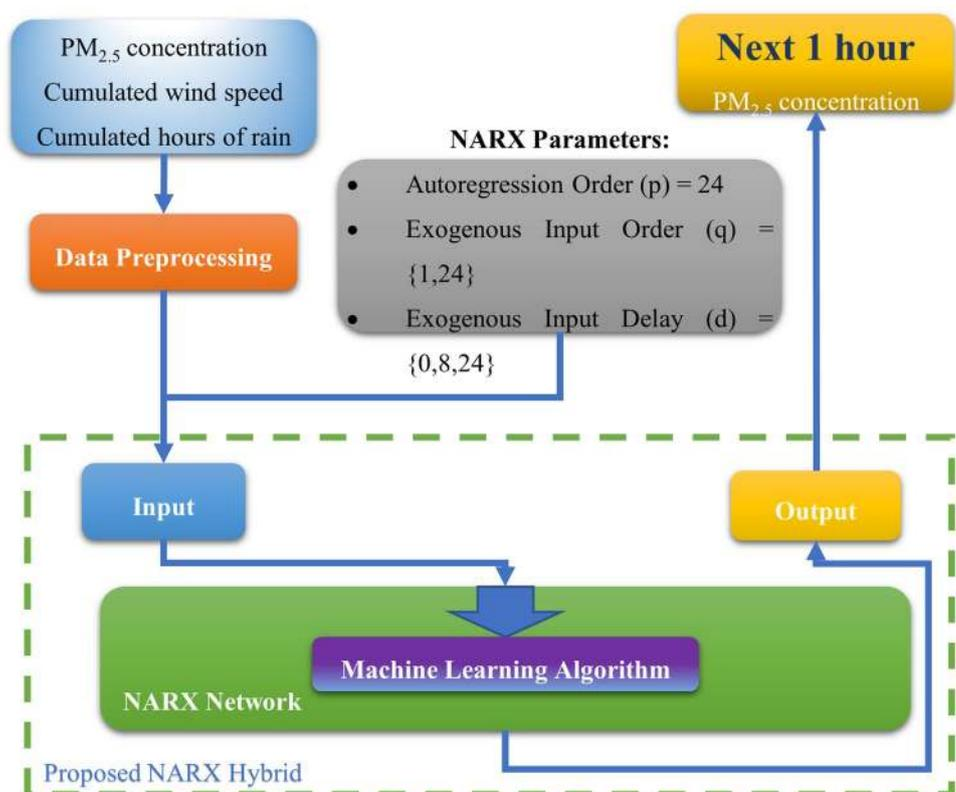 PM2.5 concentration
Cumulated wind speed
Cumulated hours of rain
Next 1 hour
PM2.5 concentration
NARX Parameters:
• Autoregression Order (p) = 24
• Exogenous Input Order (q) =
{1,24}
• Exogenous Input Delay (d) =
{0,8,24}
Data Preprocessing
Input
Output
Machine Learning Algorithm
NARX Network
Proposed NARX Hybrid